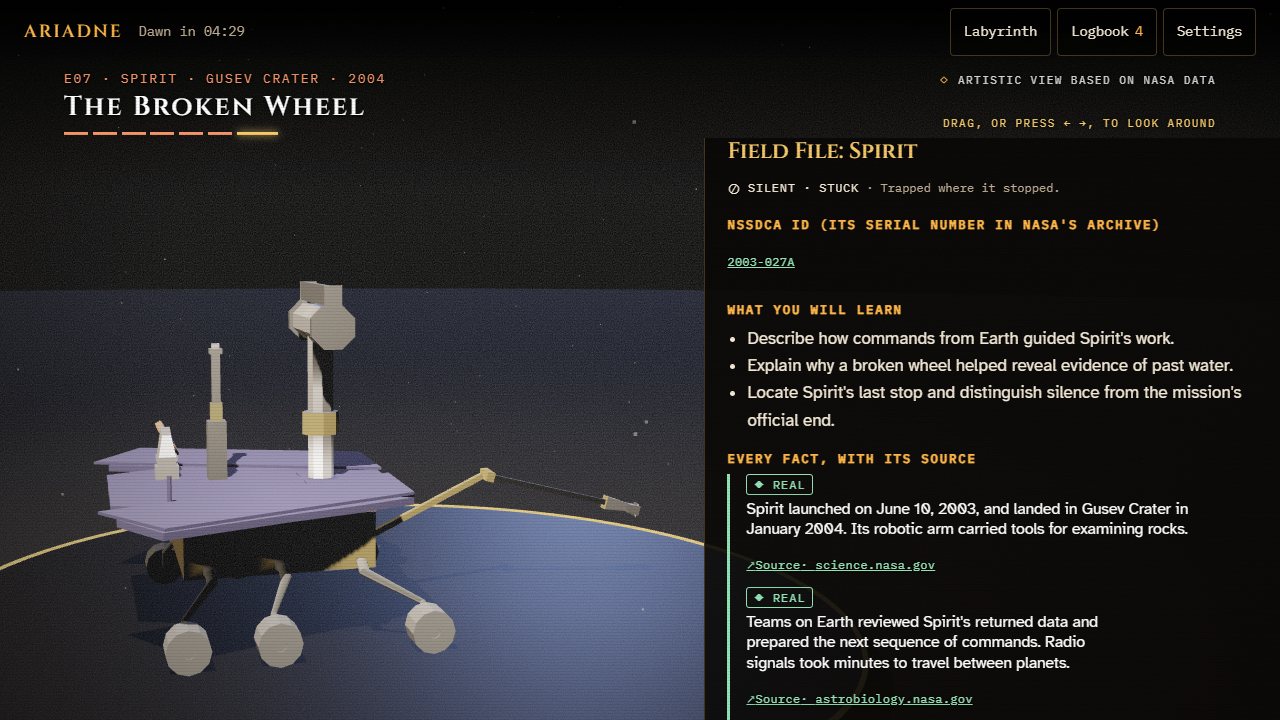 ARIADNE Dawn in 04:29
Labyrinth Logbook 4 Settings
E07 · SPIRIT · GUSEV CRATER · 2004
The Broken Wheel
◇ ARTISTIC VIEW BASED ON NASA DATA
DRAG, OR PRESS ← →, TO LOOK AROUND
Field File: Spirit
SILENT · STUCK · Trapped where it stopped.
NSSDCA ID (ITS SERIAL NUMBER IN NASA'S ARCHIVE)
2003-027A
WHAT YOU WILL LEARN
• Describe how commands from Earth guided Spirit's work.
• Explain why a broken wheel helped reveal evidence of past water.
• Locate Spirit's last stop and distinguish silence from the mission's
official end.
EVERY FACT, WITH ITS SOURCE
◆ REAL
Spirit launched on June 10, 2003, and landed in Gusev Crater in
January 2004. Its robotic arm carried tools for examining rocks.
↗Source· science.nasa.gov
◆ REAL
Teams on Earth reviewed Spirit's returned data and
prepared the next sequence of commands. Radio
signals took minutes to travel between planets.
↗Source· astrobiology.nasa.gov